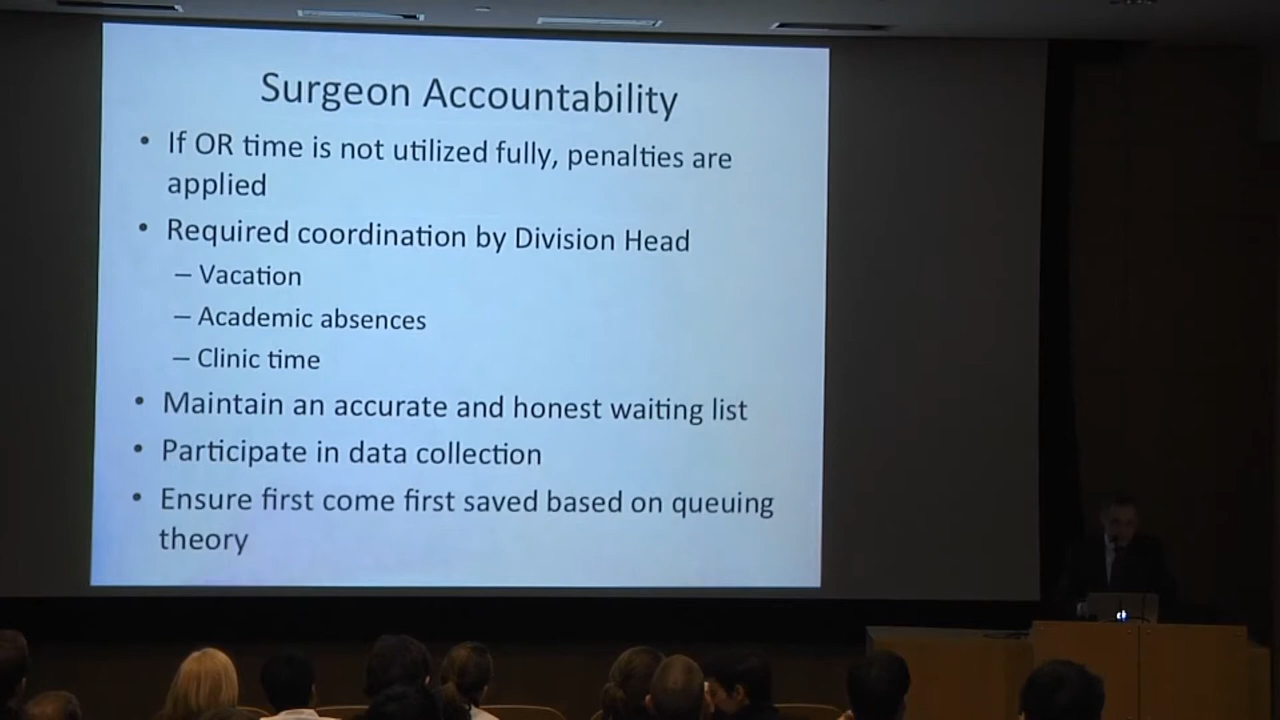 Surgeon Accountability
• If OR time is not utilized fully, penalties are
applied
• Required coordination by Division Head
– Vacation
– Academic absences
– Clinic time
• Maintain an accurate and honest waiting list
• Participate in data collection
• Ensure first come first saved based on queuing
theory